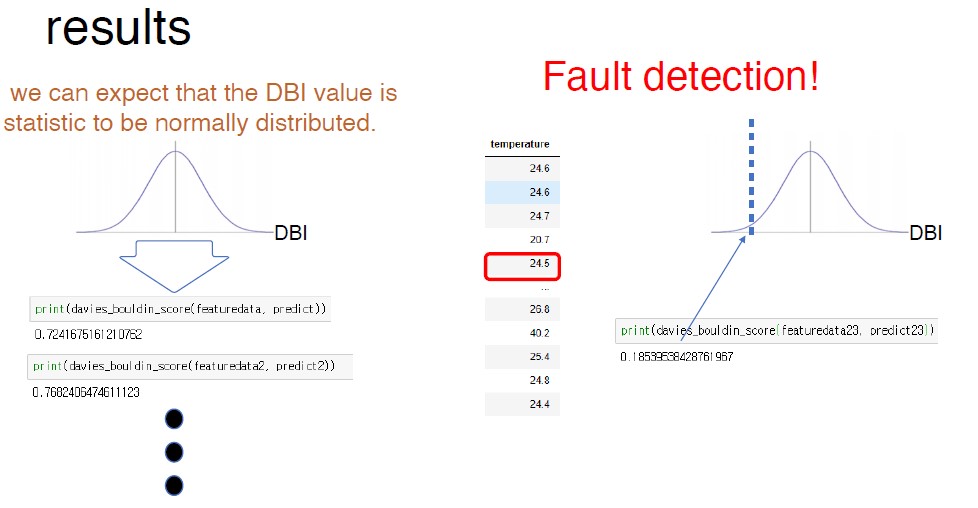 results
we can expect that the DBI value is
statistic to be normally distributed.
DBI
print(davies_bouldin_score(featuredata, predict))
0.7241675161210762
print(davies_bouldin_score(featuredata2, predict2))
0.7682406474611123
Fault detection!
temperature
24.6
24.6
24.7
20.7
24.5
...
26.8
40.2
25.4
24.8
24.4
DBI
print(davies_bouldin_score(featuredata23, predict23))
0.18539538428761967